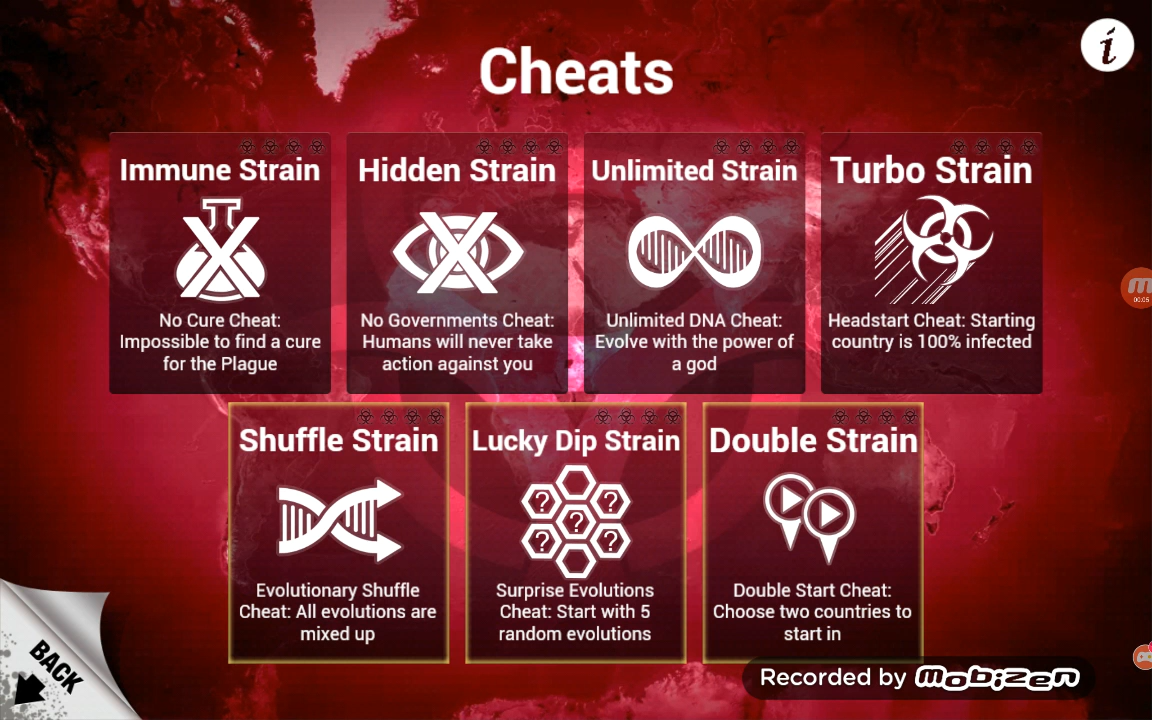 Cheats
i
Immune Strain
No Cure Cheat:
Impossible to find a cure
for the Plague
Hidden Strain
No Governments Cheat:
Humans will never take
action against you
Unlimited Strain
Unlimited DNA Cheat:
Evolve with the power of
a god
Turbo Strain
Headstart Cheat: Starting
country is 100% infected
Shuffle Strain
Evolutionary Shuffle
Cheat: All evolutions are
mixed up
Lucky Dip Strain
? ?
?
? ?
Surprise Evolutions
Cheat: Start with 5
random evolutions
Double Strain
Double Start Cheat:
Choose two countries to
start in
M
00:05
BACK
Recorded by Mobizen